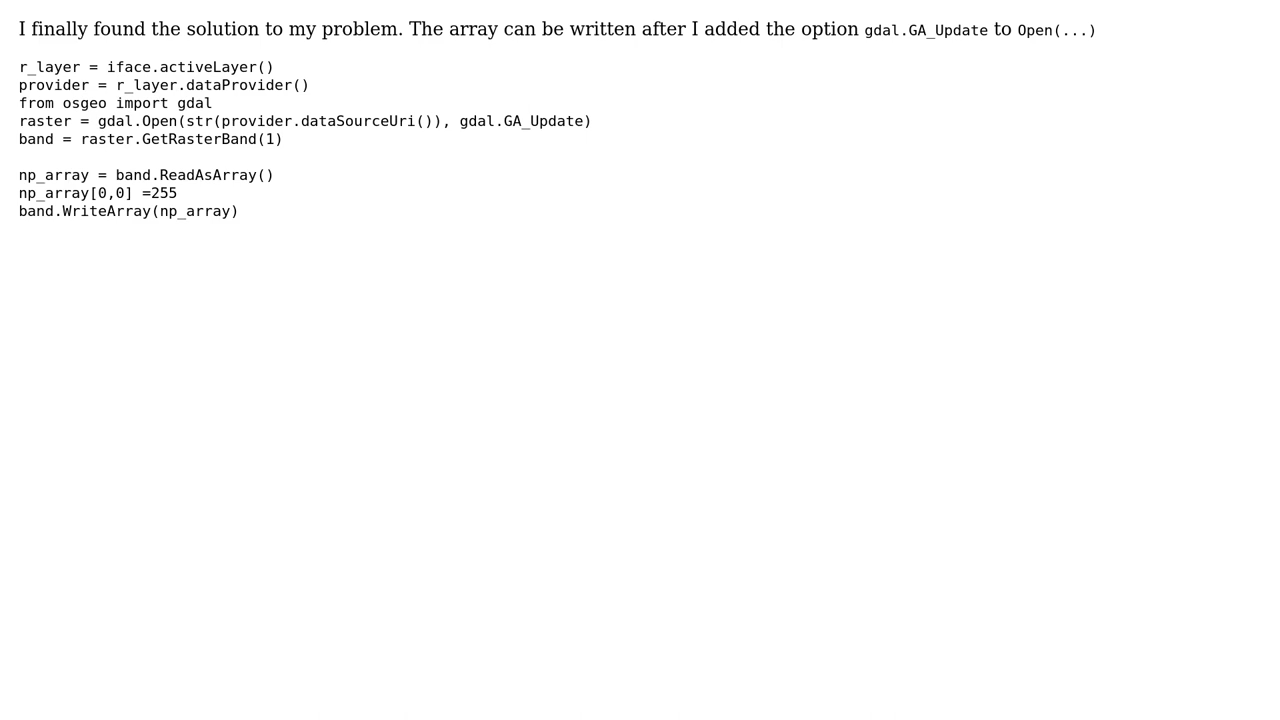 I finally found the solution to my problem. The array can be written after I added the option gdal.GA_Update to Open(...)
r_layer = iface.activeLayer()
provider = r_layer.dataProvider()
from osgeo import gdal
raster = gdal.Open(str(provider.dataSourceUri()), gdal.GA_Update)
band = raster.GetRasterBand(1)
np_array = band.ReadAsArray()
np_array[0,0] =255
band.WriteArray(np_array)